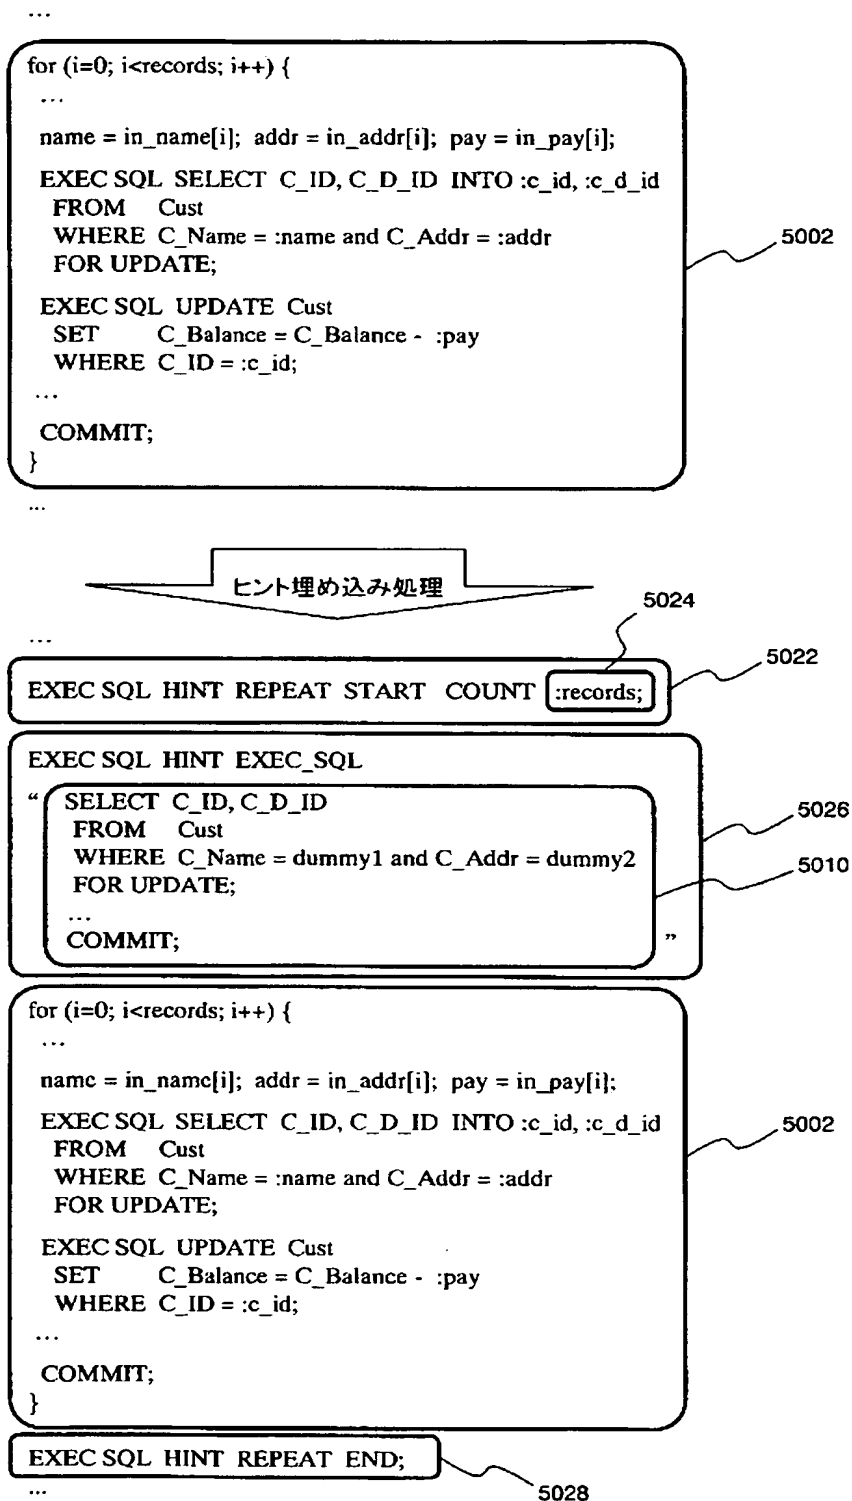 ...
for (i=0; i<records; i++) {
...
name = in_name[i]; addr = in_addr[i]; pay = in_pay[i];
EXEC SQL SELECT C_ID, C_D_ID INTO :c_id, :c_d_id
FROM Cust
WHERE C_Name = :name and C_Addr = :addr
FOR UPDATE;
5002
EXEC SQL UPDATE Cust
SET C_Balance = C_Balance - :pay
WHERE C_ID = :c_id;
...
COMMIT;
}
...
ヒント埋め込み処理
5024
...
5022
EXEC SQL HINT REPEAT START COUNT :records;
EXEC SQL HINT EXEC_SQL
“ SELECT C_ID, C_D_ID
5026
FROM Cust
WHERE C_Name = dummy1 and C_Addr = dummy2
5010
FOR UPDATE;
...
COMMIT; ”
for (i=0; i<records; i++) {
...
name = in_name[i]; addr = in_addr[i]; pay = in_pay[i];
EXEC SQL SELECT C_ID, C_D_ID INTO :c_id, :c_d_id
5002
FROM Cust
WHERE C_Name = :name and C_Addr = :addr
FOR UPDATE;
EXEC SQL UPDATE Cust
SET C_Balance = C_Balance - :pay
WHERE C_ID = :c_id;
...
COMMIT;
}
EXEC SQL HINT REPEAT END;
...
5028